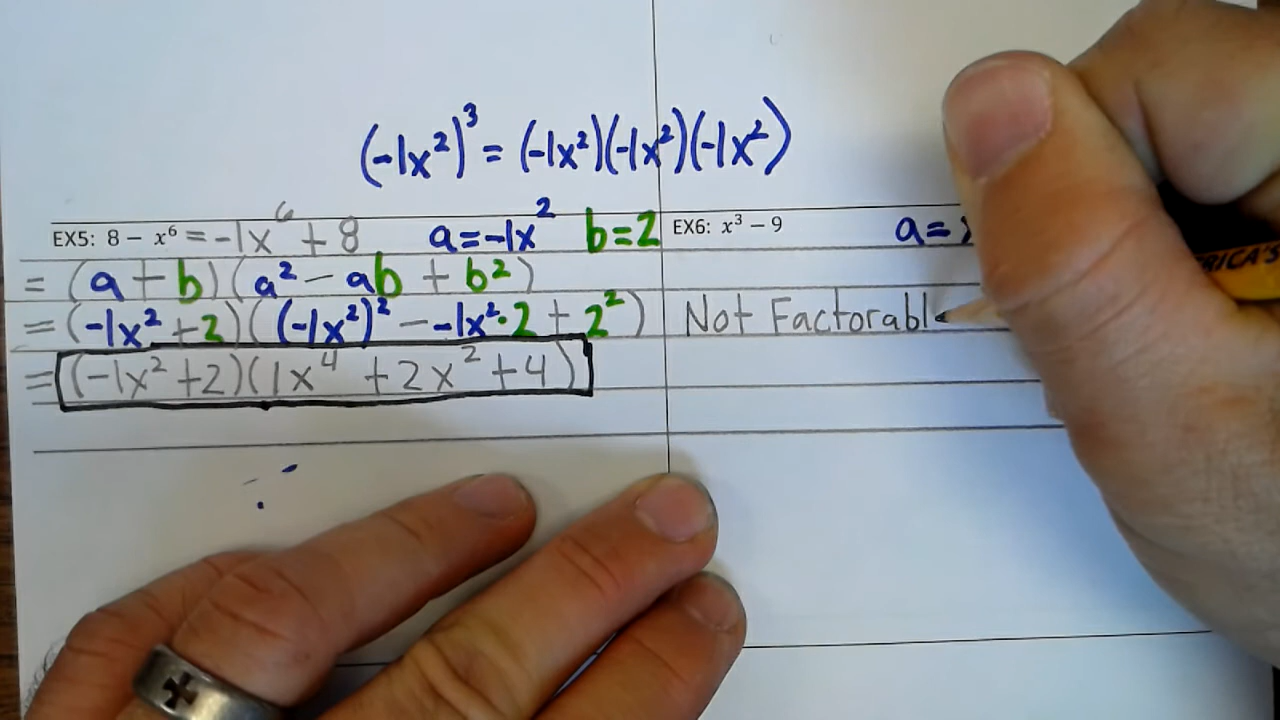 (-1x²)³ = (-1x²)(-1x²)(-1x²)
EX5: 8 − x⁶ = -1x⁶ + 8 a=-1x² b=2
= (a + b)(a² − ab + b²)
= (-1x² + 2)((-1x²)² − -1x²·2 + 2²)
= (-1x² +2)(1x⁴ +2x² +4)
EX6: x³ − 9 a=
Not Factorabl